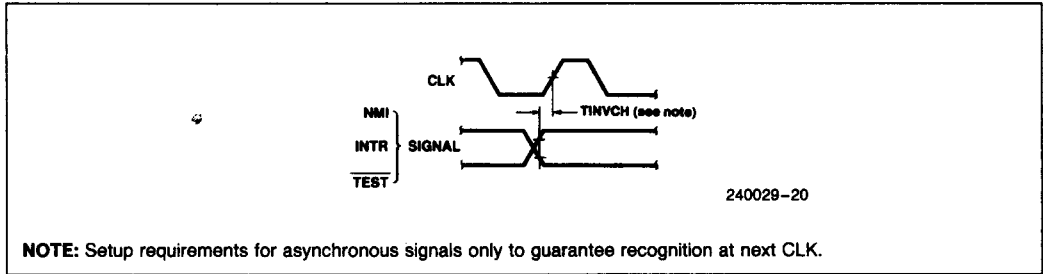 CLK
TINVCH (see note)
NMI
INTR
SIGNAL
TEST
240029-20
NOTE: Setup requirements for asynchronous signals only to guarantee recognition at next CLK.